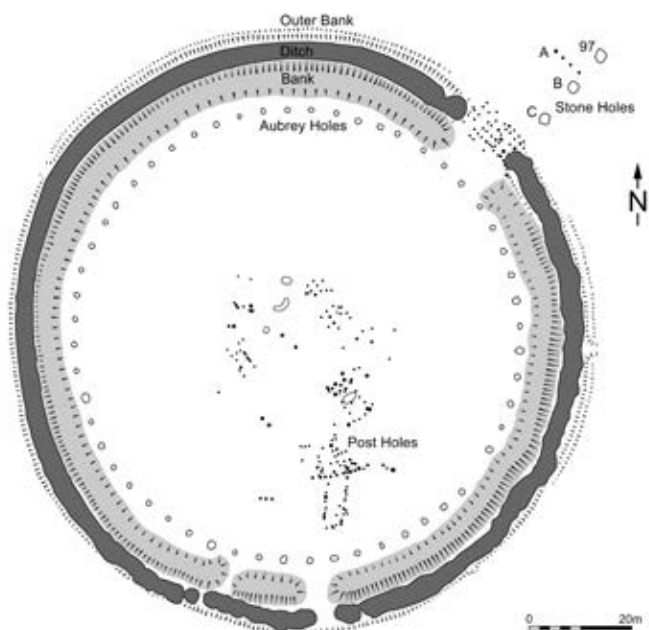 Outer Bank
Ditch
Bank
Aubrey Holes
A
97
B
Stone Holes
C
N
Post Holes
0 20m